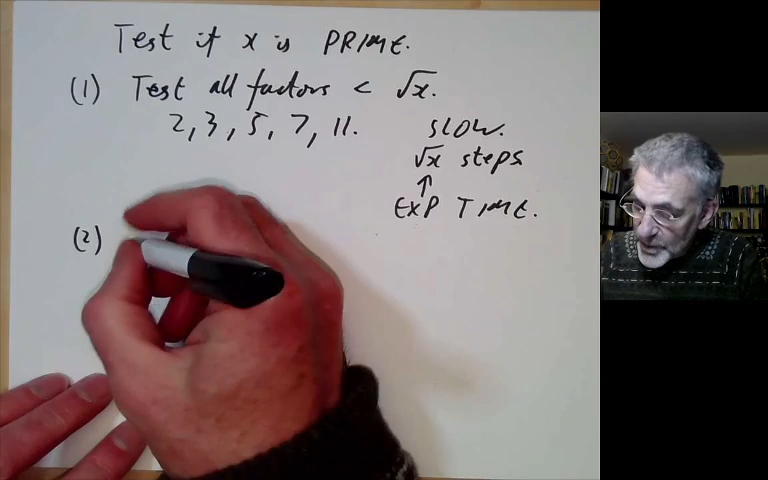 Test if x is PRIME.
(1) Test all factors < √x.
2, 3, 5, 7, 11. SLOW.
√x steps
↑
EXP TIME.
(2)